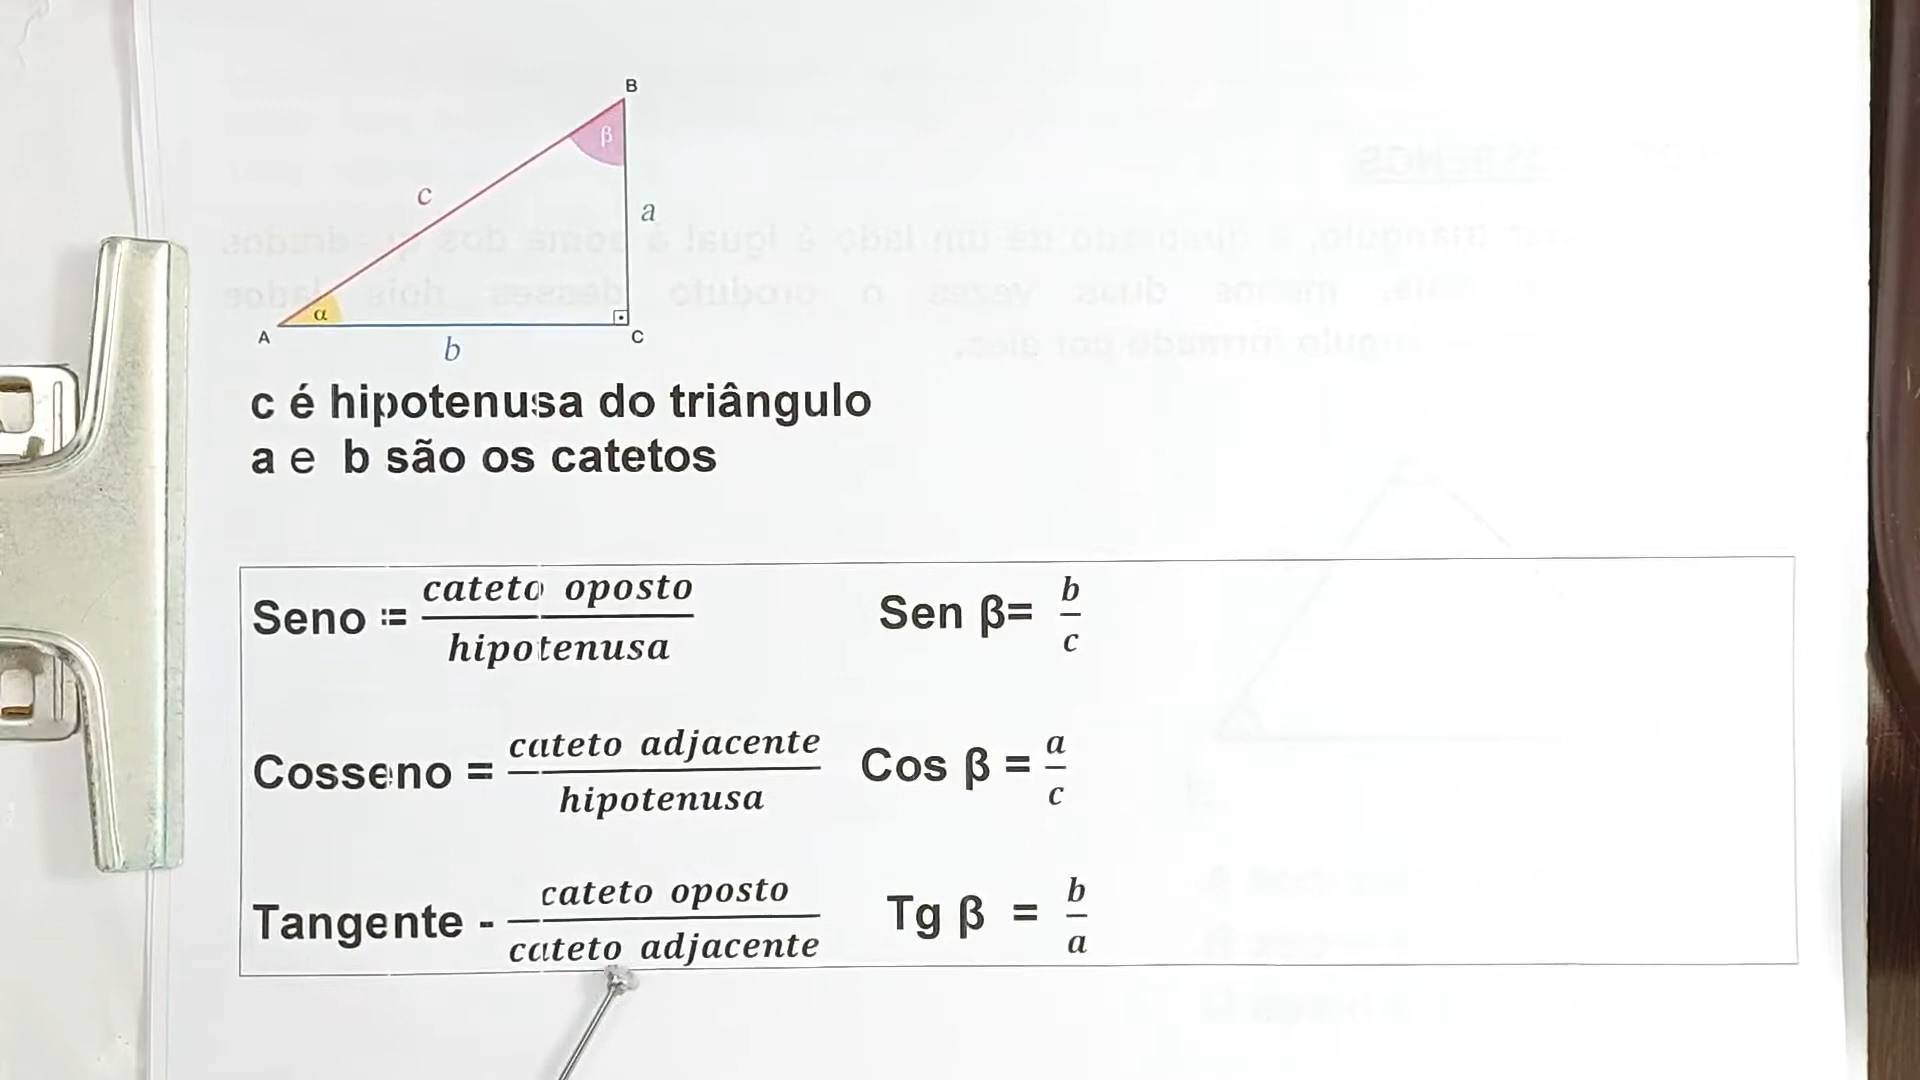 B
β
c
a
α
A
C
b
c é hipotenusa do triângulo
a e b são os catetos
Seno = cateto oposto / hipotenusa Sen β= b / c
Cosseno = cateto adjacente / hipotenusa Cos β = a / c
Tangente - cateto oposto / cateto adjacente Tg β = b / a